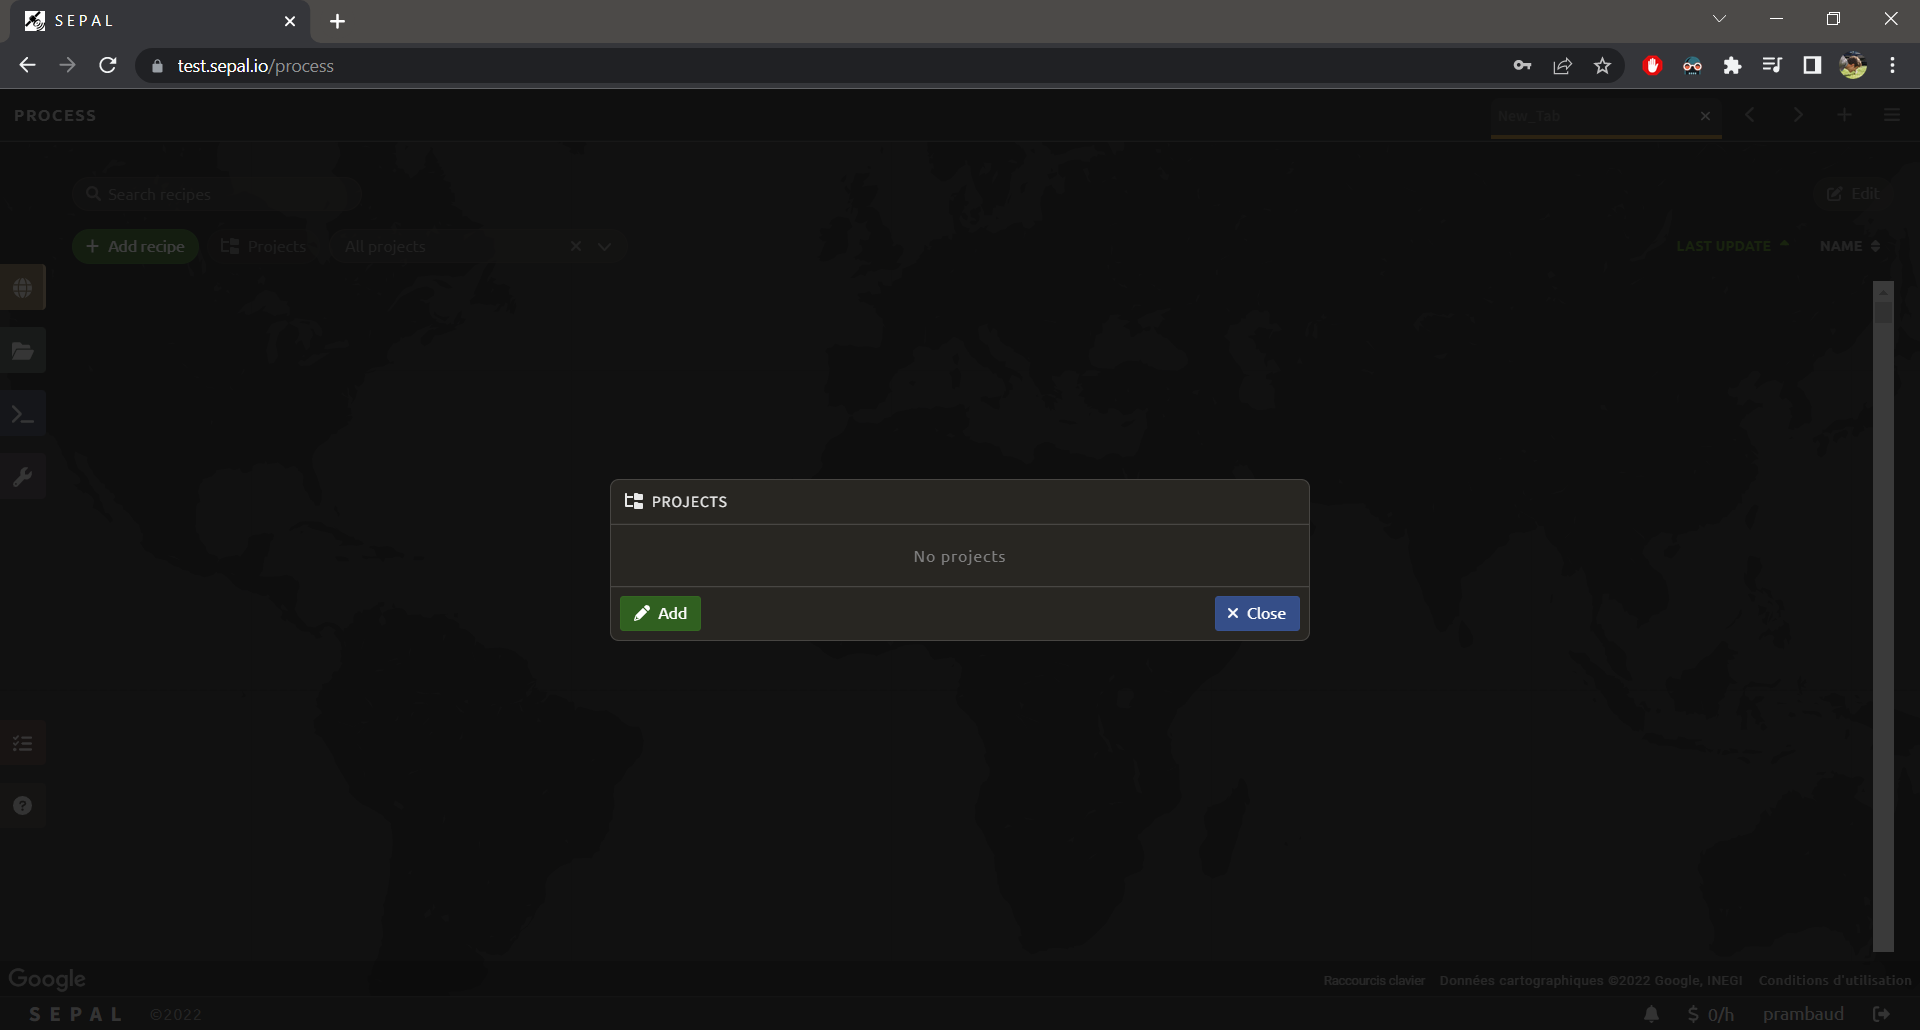 SEPAL
test.sepal.io/process
PROCESS
New_Tab
Search recipes
Edit
Add recipe
Projects
All projects
LAST UPDATE
NAME
PROJECTS
No projects
Add
Close
Google
Raccourcis clavier
Données cartographiques ©2022 Google, INEGI
Conditions d'utilisation
SEPAL
©2022
$ 0/h
prambaud